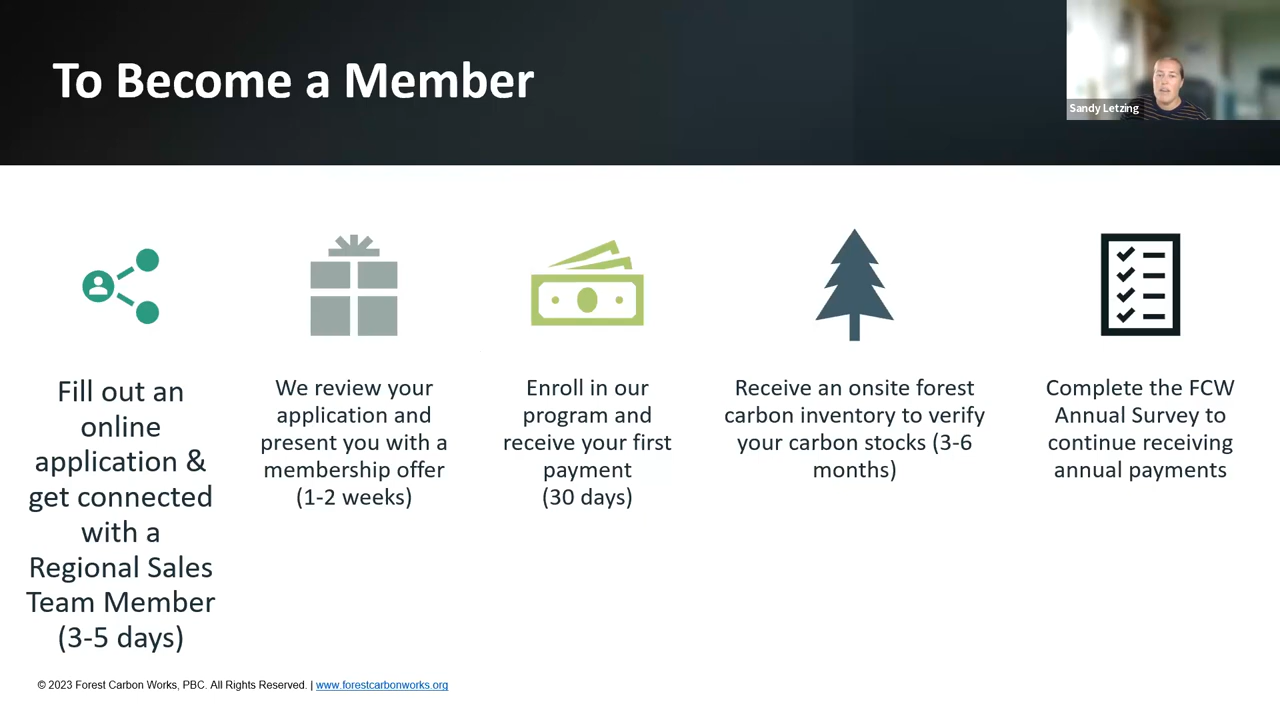 To Become a Member
Sandy Letzing
Fill out an
online
application &
get connected
with a
Regional Sales
Team Member
(3-5 days)
We review your
application and
present you with a
membership offer
(1-2 weeks)
Enroll in our
program and
receive your first
payment
(30 days)
Receive an onsite forest
carbon inventory to verify
your carbon stocks (3-6
months)
Complete the FCW
Annual Survey to
continue receiving
annual payments
© 2023 Forest Carbon Works, PBC. All Rights Reserved. | www.forestcarbonworks.org